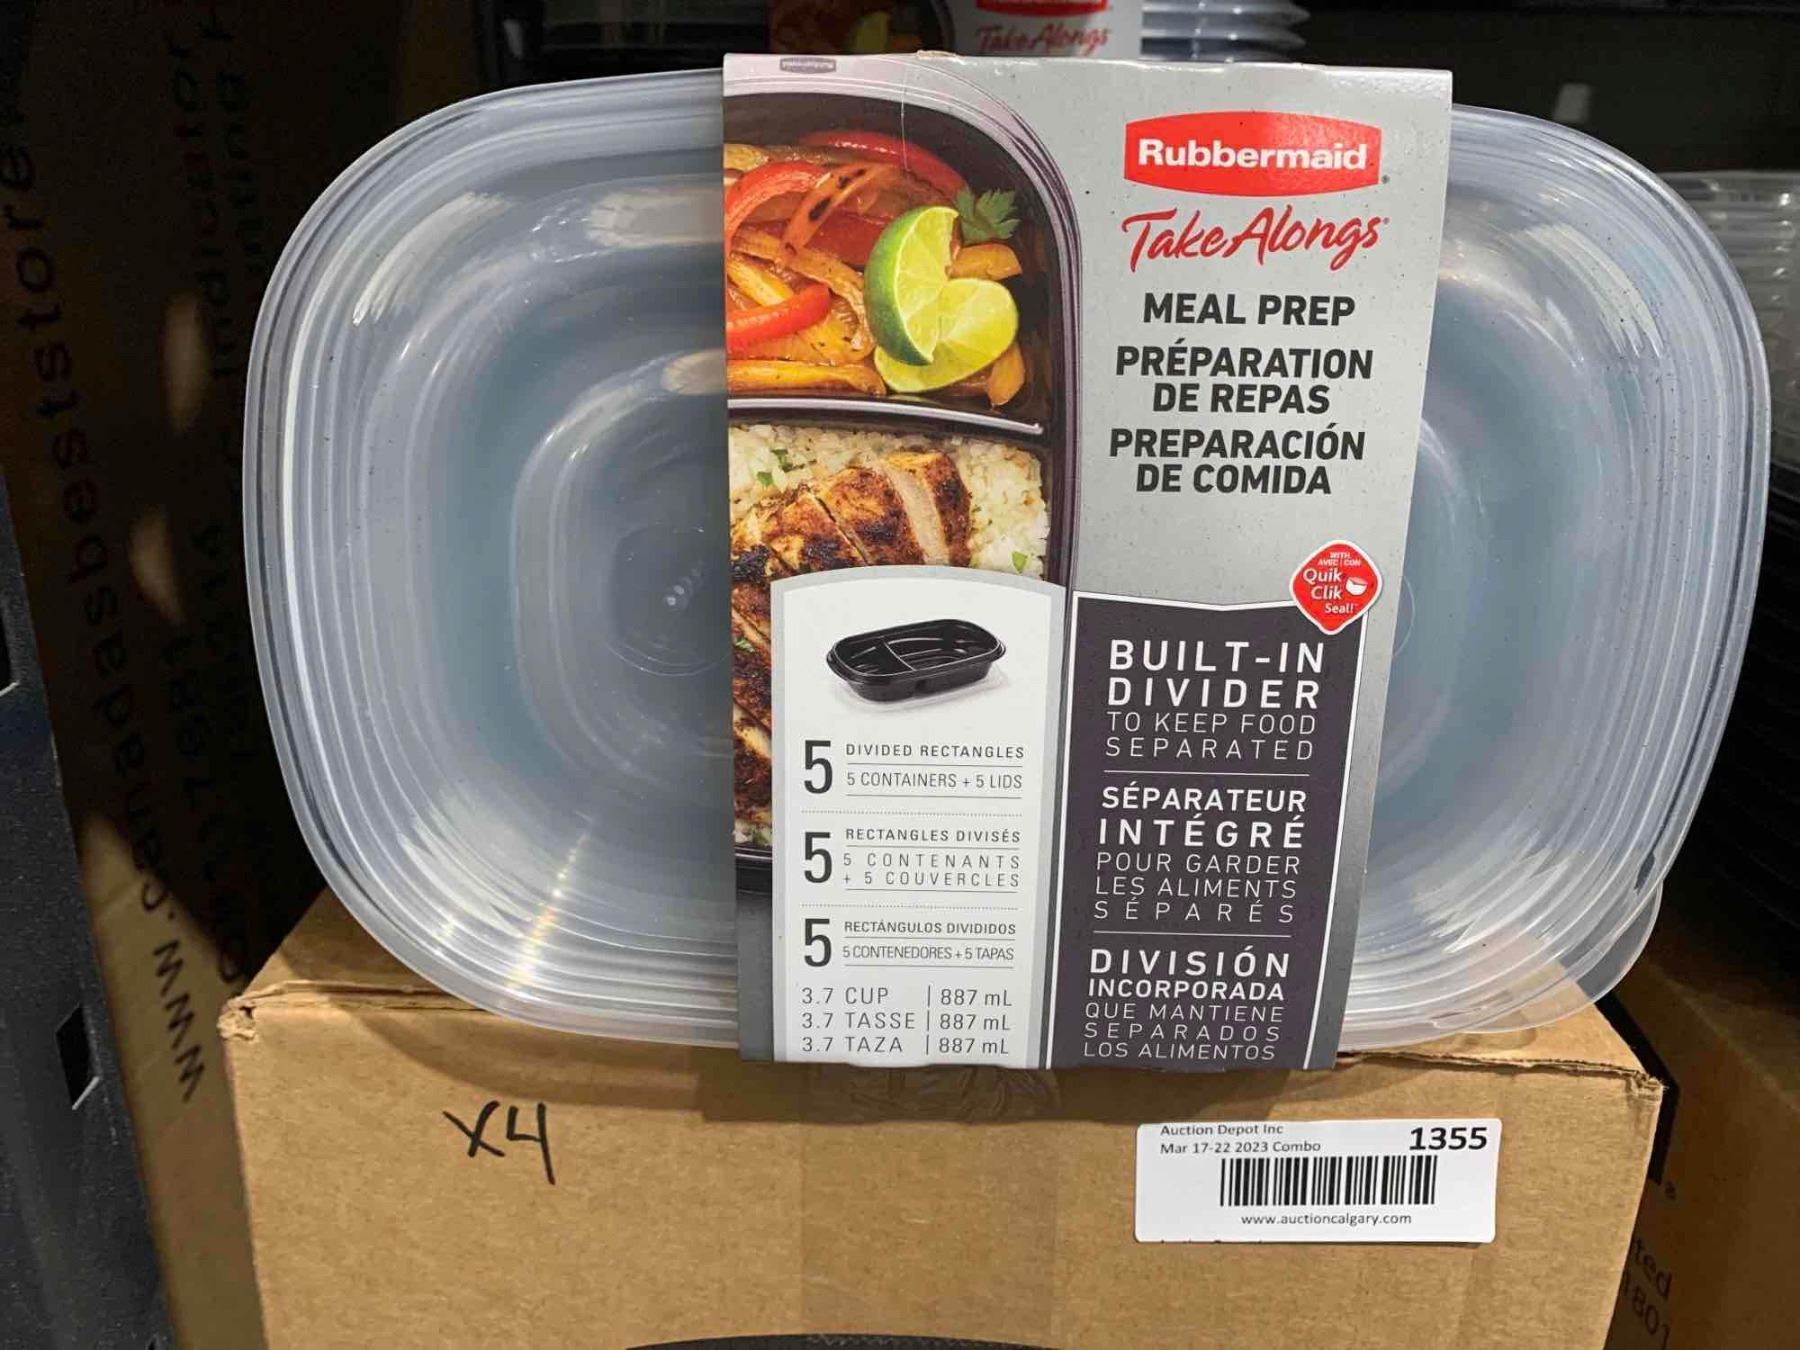 TakeAlongs
Rubbermaid
Rubbermaid
TakeAlongs
MEAL PREP
PRÉPARATION
DE REPAS
PREPARACIÓN
DE COMIDA
WITH
AVEC | CON
Quik
Clik
Seal!™
BUILT-IN
DIVIDER
TO KEEP FOOD
SEPARATED
SÉPARATEUR
INTÉGRÉ
POUR GARDER
LES ALIMENTS
SÉPARÉS
DIVISIÓN
INCORPORADA
QUE MANTIENE
SEPARADOS
LOS ALIMENTOS
5 DIVIDED RECTANGLES
5 CONTAINERS + 5 LIDS
5 RECTANGLES DIVISÉS
5 CONTENANTS
+ 5 COUVERCLES
5 RECTÁNGULOS DIVIDIDOS
5 CONTENEDORES + 5 TAPAS
3.7 CUP | 887 mL
3.7 TASSE | 887 mL
3.7 TAZA | 887 mL
X4
Auction Depot Inc
Mar 17-22 2023 Combo
1355
www.auctioncalgary.com
www.canadasbeststore